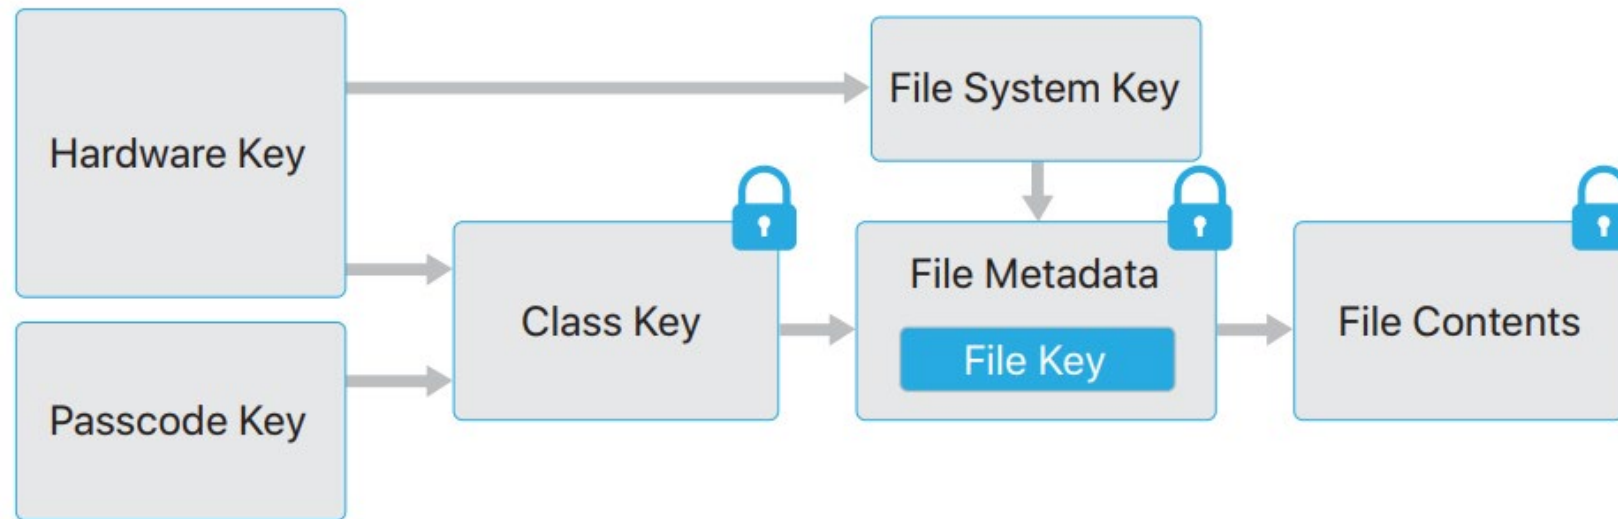 Hardware Key
File System Key
Class Key
File Metadata
File Key
File Contents
Passcode Key